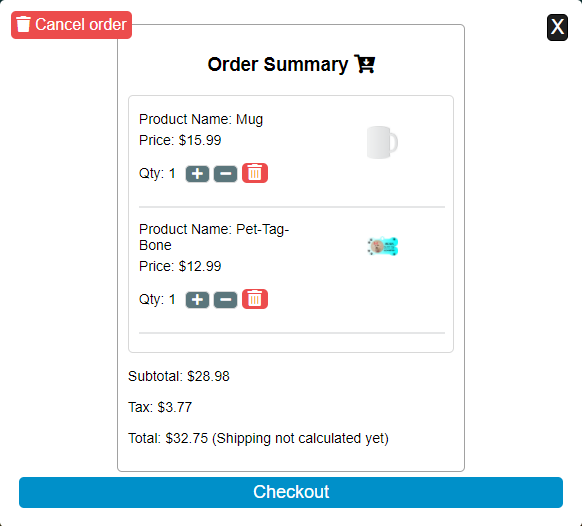 Cancel order
X
Order Summary
Product Name: Mug
Price: $15.99
Qty: 1
Product Name: Pet-Tag-
Bone
Price: $12.99
Qty: 1
Subtotal: $28.98
Tax: $3.77
Total: $32.75 (Shipping not calculated yet)
Checkout